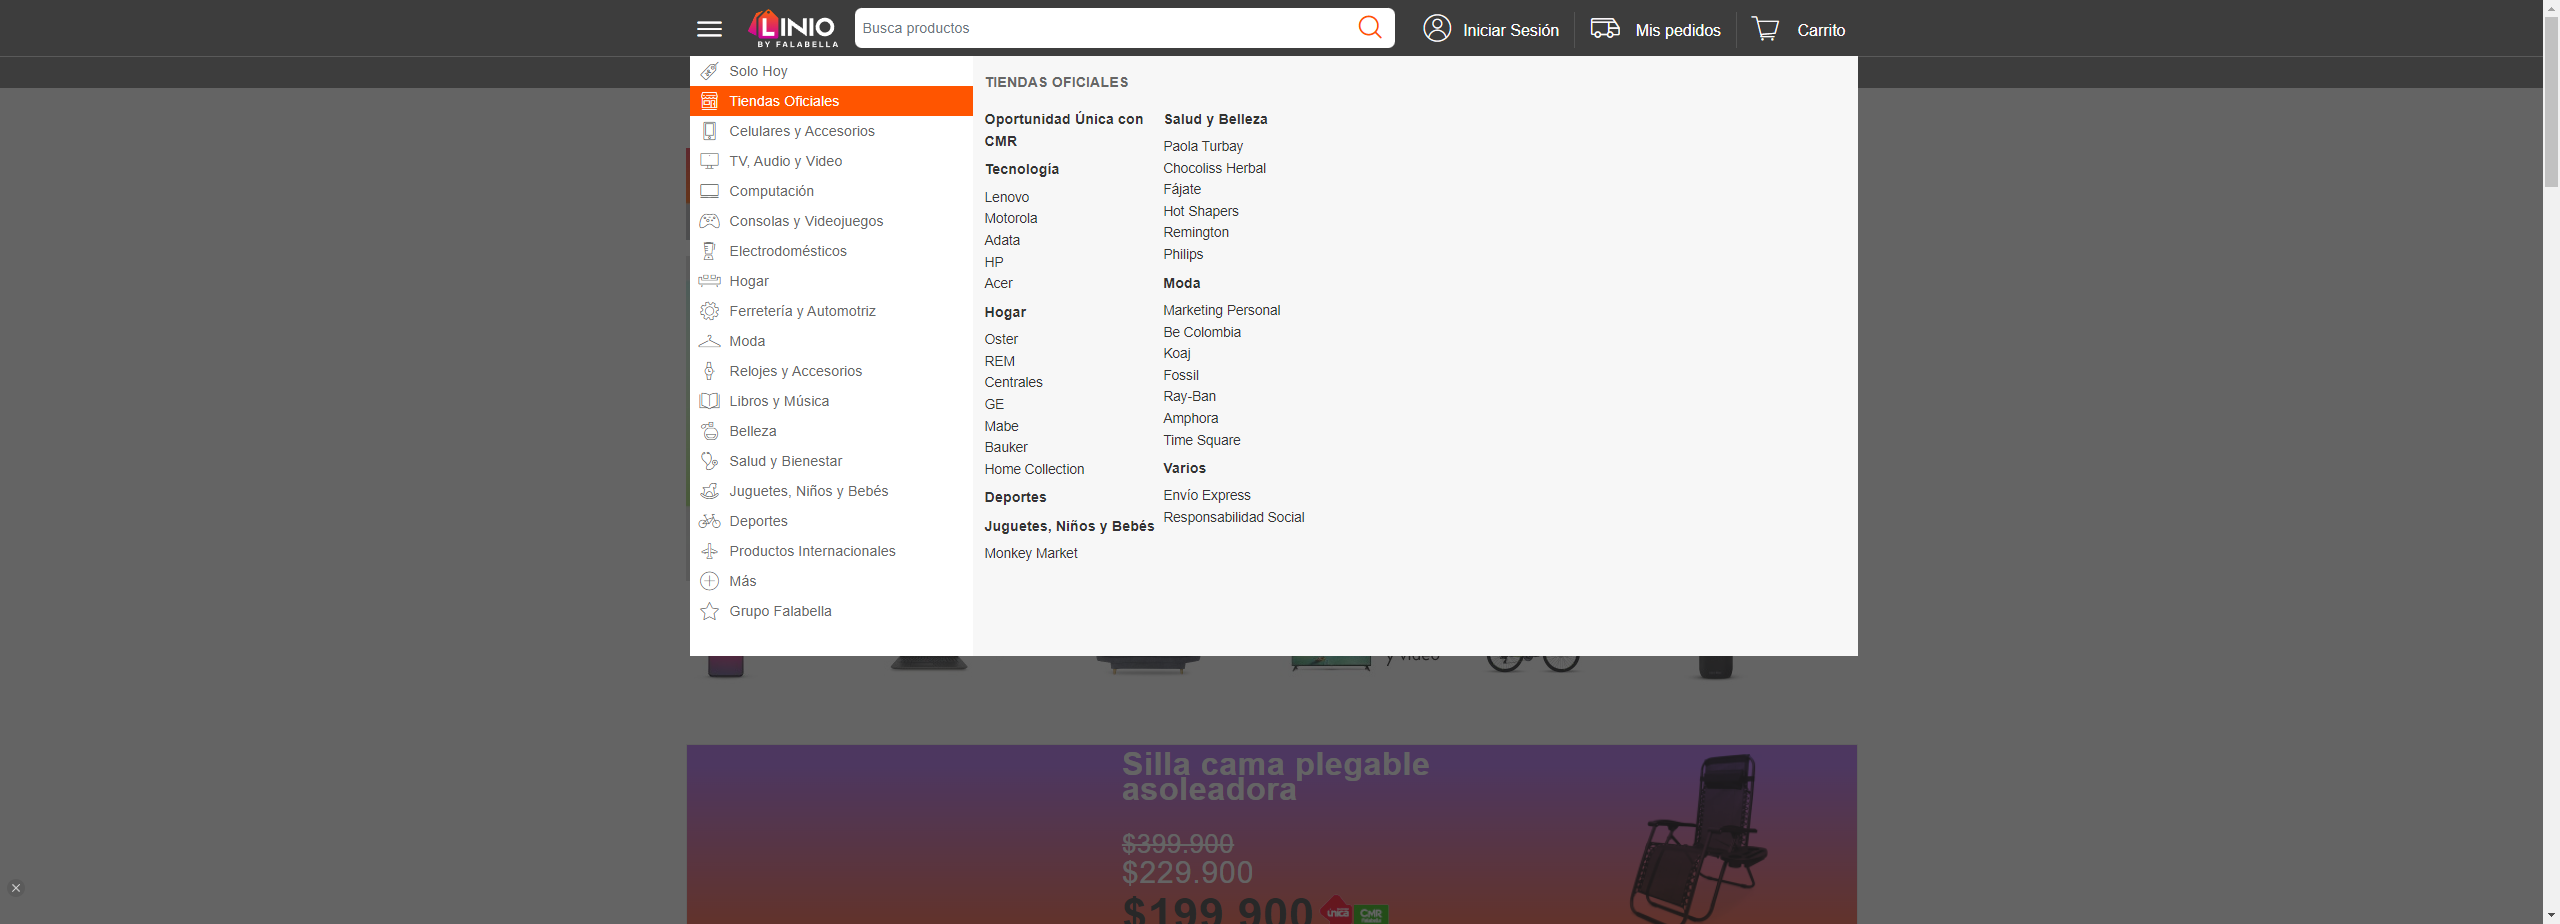 LINIO
BY FALABELLA
Busca productos
Iniciar Sesión
Mis pedidos
Carrito
Solo Hoy
Tiendas Oficiales
Celulares y Accesorios
TV, Audio y Video
Computación
Consolas y Videojuegos
Electrodomésticos
Hogar
Ferretería y Automotriz
Moda
Relojes y Accesorios
Libros y Música
Belleza
Salud y Bienestar
Juguetes, Niños y Bebés
Deportes
Productos Internacionales
Más
Grupo Falabella
TIENDAS OFICIALES
Oportunidad Única con
CMR
Tecnología
Lenovo
Motorola
Adata
HP
Acer
Hogar
Oster
REM
Centrales
GE
Mabe
Bauker
Home Collection
Deportes
Juguetes, Niños y Bebés
Monkey Market
Salud y Belleza
Paola Turbay
Chocoliss Herbal
Fájate
Hot Shapers
Remington
Philips
Moda
Marketing Personal
Be Colombia
Koaj
Fossil
Ray-Ban
Amphora
Time Square
Varios
Envío Express
Responsabilidad Social
y video
Silla cama plegable
asoleadora
$399.900
$229.900
$199.900
única
CMR